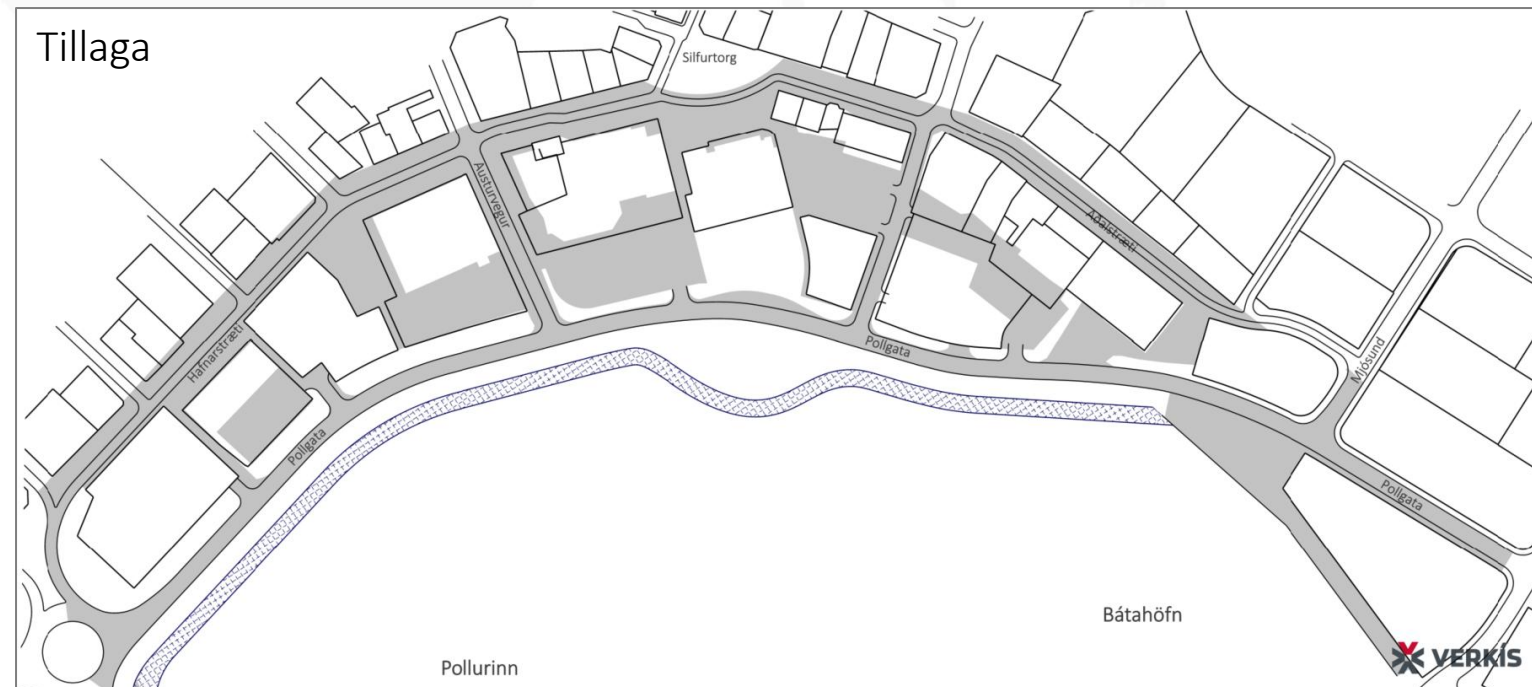 Tillaga
Silfurtorg
Austurvegur
Aðalstræti
Hafnarstræti
Pollgata
Mjósund
Pollgata
Pollgata
Bátahöfn
Pollurinn
VERKÍS